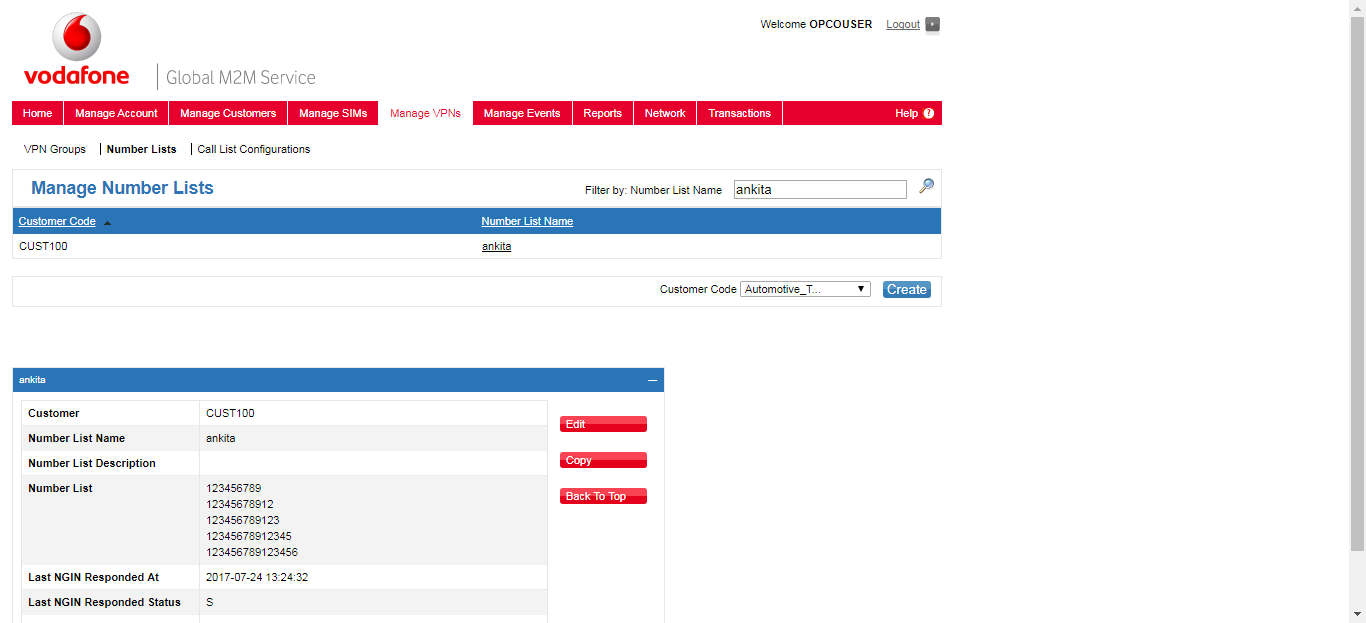 Welcome OPCOUSER Logout
vodafone Global M2M Service
Home Manage Account Manage Customers Manage SIMs Manage VPNs Manage Events Reports Network Transactions Help ?
VPN Groups Number Lists Call List Configurations
Manage Number Lists Filter by: Number List Name ankita
Customer Code Number List Name
CUST100 ankita
Customer Code Automotive_T... Create
ankita
Customer CUST100
Edit
Number List Name ankita
Copy
Number List Description
Number List 123456789
Back To Top
12345678912
123456789123
12345678912345
123456789123456
Last NGIN Responded At 2017-07-24 13:24:32
Last NGIN Responded Status S